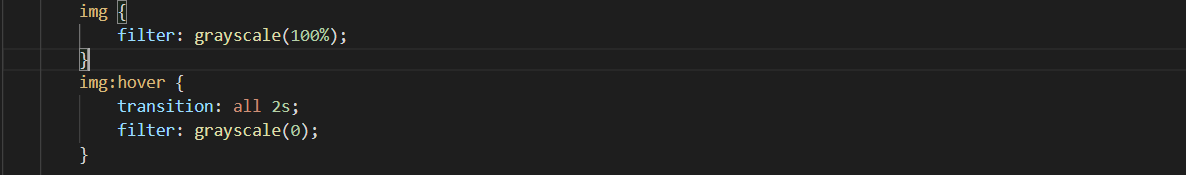 img {
    filter: grayscale(100%);
}
img:hover {
    transition: all 2s;
    filter: grayscale(0);
}